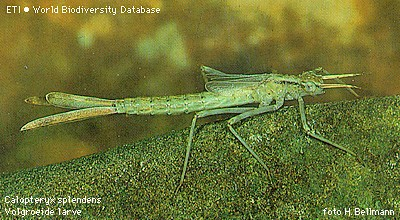 ETI ● World Biodiversity Database
Calopteryx splendens
Volgroeide larve
foto H. Bellmann